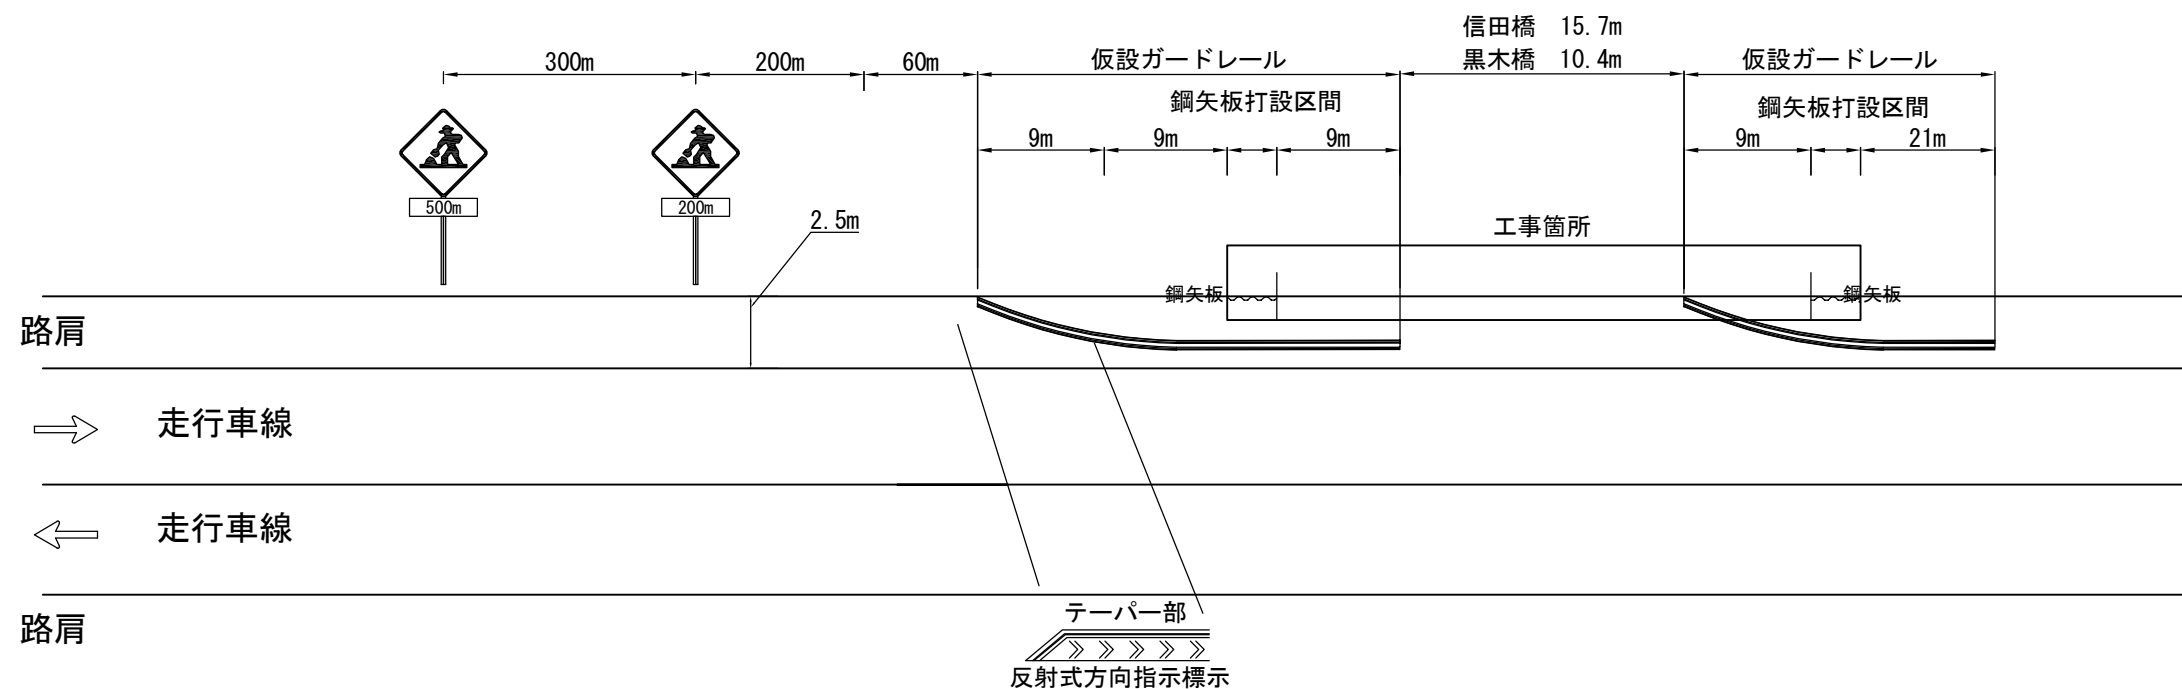 信田橋 15.7m
300m 200m 60m 仮設ガードレール 黒木橋 10.4m 仮設ガードレール
鋼矢板打設区間 鋼矢板打設区間
9m 9m 9m 9m 21m
500m 200m
2.5m 工事箇所
鋼矢板 鋼矢板
路肩
走行車線
走行車線
路肩
テーパー部
反射式方向指示標示